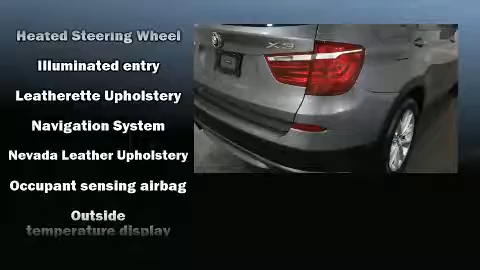 Heated Steering Wheel
Illuminated entry
Leatherette Upholstery
Navigation System
Nevada Leather Upholstery
Occupant sensing airbag
Outside
temperature display
X3